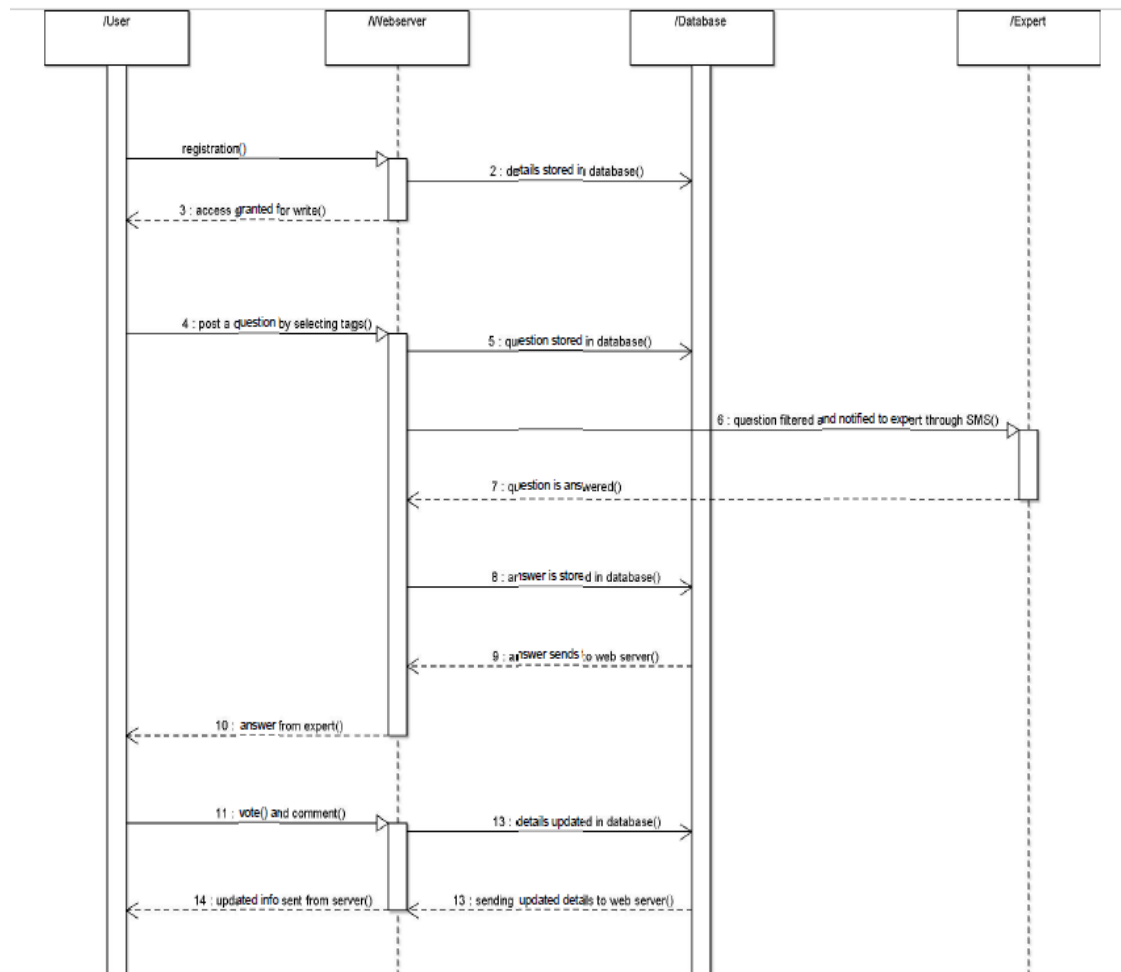 /User
/Webserver
/Database
/Expert
registration()
2 : details stored in database()
3 : access granted for write()
4 : post a question by selecting tags()
5 : question stored in database()
6 : question filtered and notified to expert through SMS()
7 : question is answered()
8 : answer is stored in database()
9 : answer sends to web server()
10 : answer from expert()
11 : vote() and comment()
13 : details updated in database()
14 : updated info sent from server()
13 : sending updated details to web server()